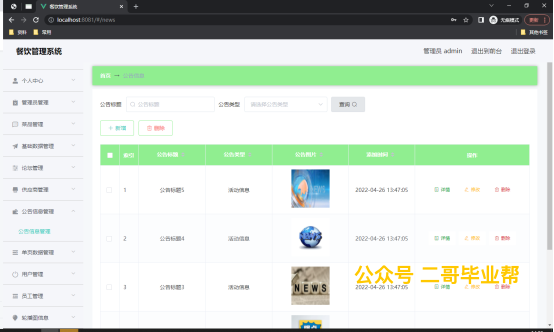 餐饮管理系统
localhost:8081/#/news
无痕模式
更新
资料
常用
其他书签
餐饮管理系统
管理员 admin
退出到前台
退出登录
个人中心
管理员管理
菜品管理
基础数据管理
论坛管理
供应商管理
公告信息管理
公告信息管理
单页数据管理
用户管理
员工管理
轮播图信息
首页
公告标题
公告标题
公告标题
公告类型
请选择公告类型
查询
+ 新增
删除
索引
公告标题
公告类型
公告图片
添加时间
操作
1
公告标题5
活动信息
2022-04-26 13:47:05
详情
修改
删除
2
公告标题4
活动信息
2022-04-26 13:47:05
详情
修改
删除
3
公告标题3
活动信息
NEWS
2022-04-26 13:47:05
详情
修改
删除
公众号 二哥毕业帮